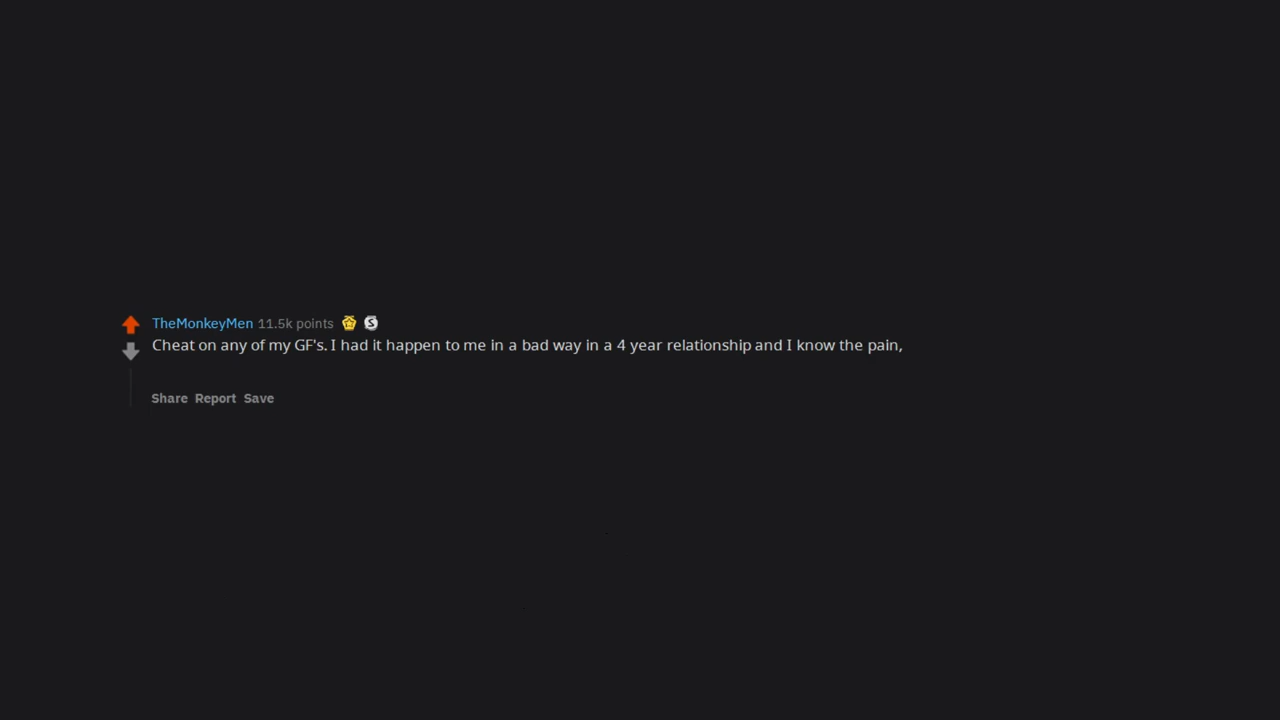 TheMonkeyMen 11.5k points
Cheat on any of my GF's. I had it happen to me in a bad way in a 4 year relationship and I know the pain,
Share Report Save